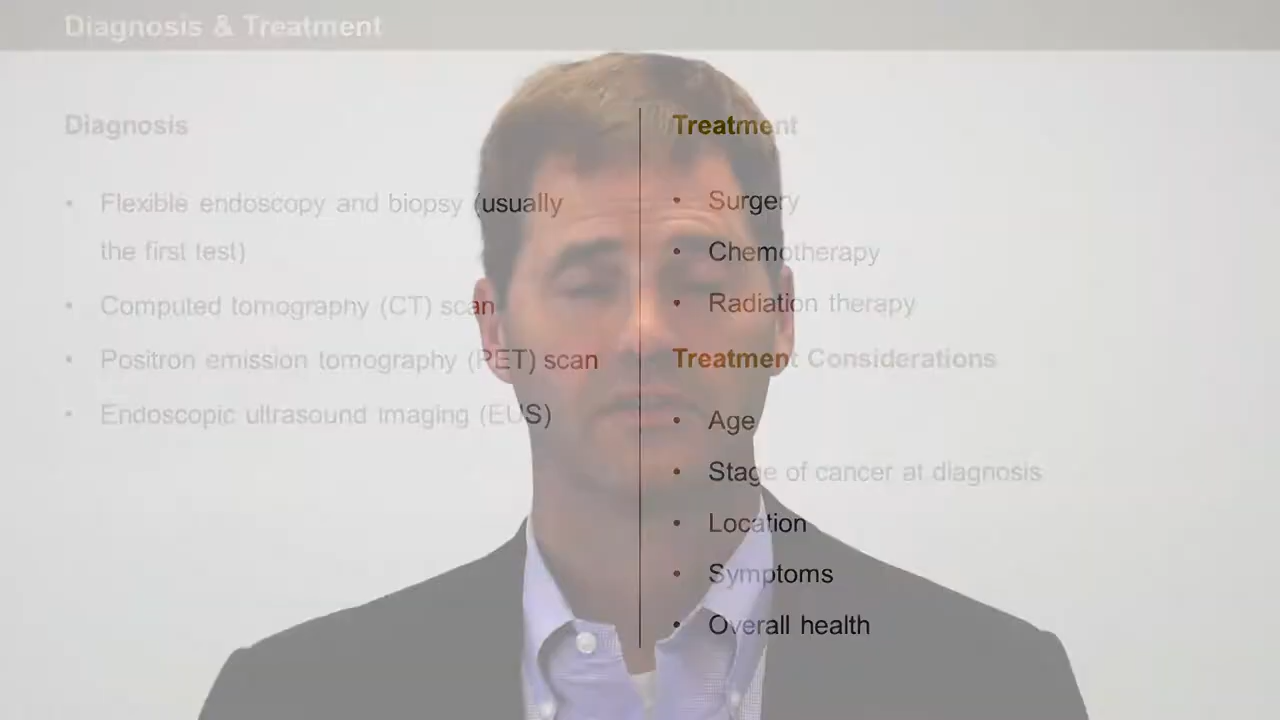 Diagnosis & Treatment
Diagnosis
• Flexible endoscopy and biopsy (usually
the first test)
• Computed tomography (CT) scan
• Positron emission tomography (PET) scan
• Endoscopic ultrasound Imaging (EUS)
Treatment
• Surgery
• Chemotherapy
• Radiation therapy
Treatment Considerations
• Age
• Stage of cancer at diagnosis
• Location
• Symptoms
• Overall health